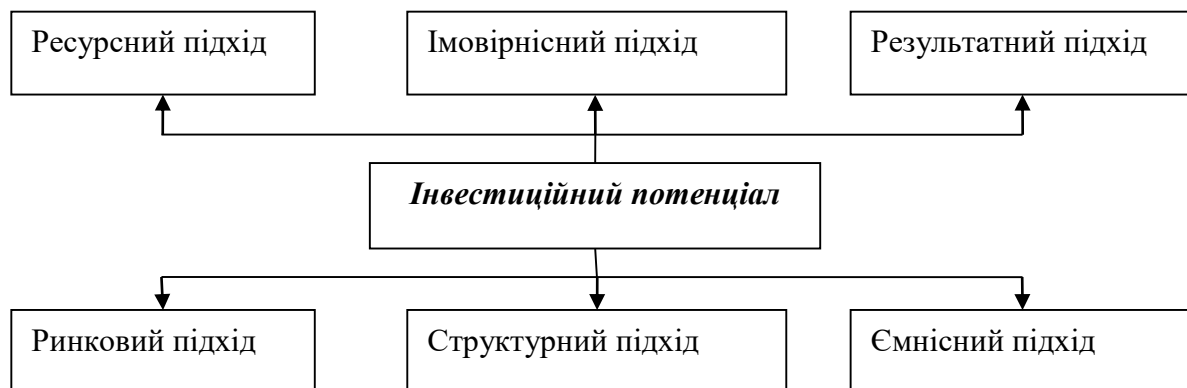 Ресурсний підхід
Імовірнісний підхід
Результатний підхід
Інвестиційний потенціал
Ринковий підхід
Структурний підхід
Ємнісний підхід